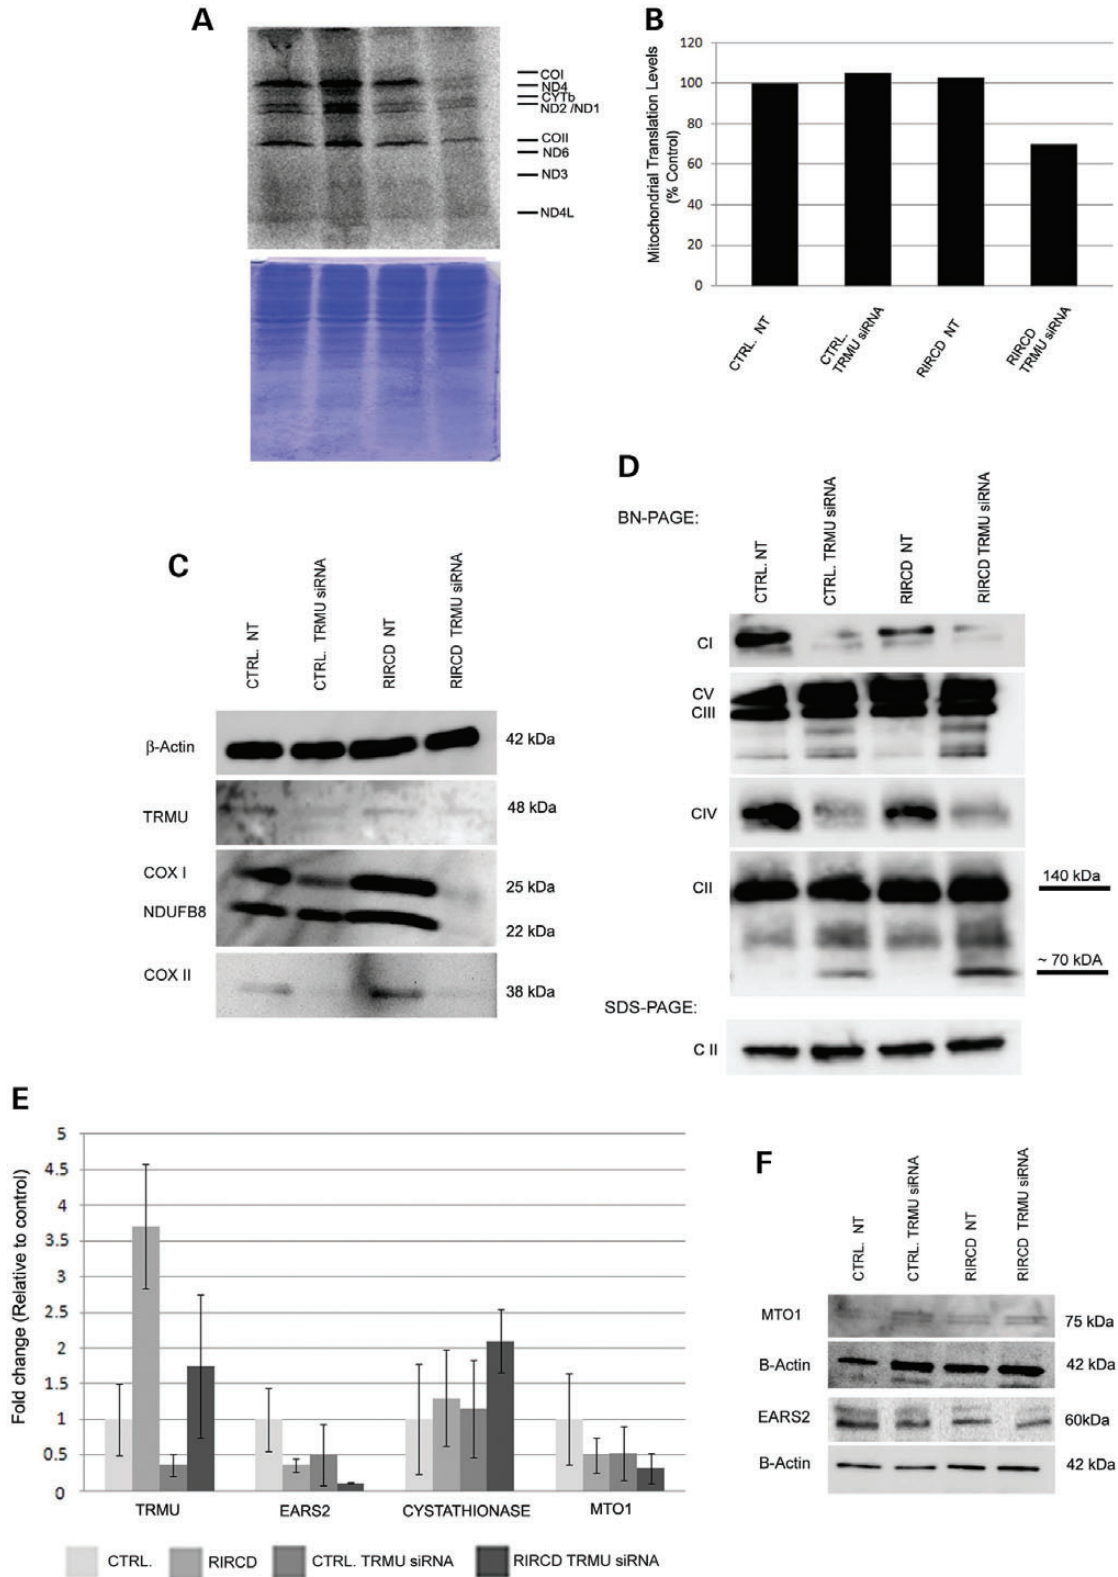 A
COI
ND4
CYTb
ND2 /ND1
COII
ND6
ND3
ND4L
B
Mitochondrial Translation Levels
(% Control)
120
100
80
60
40
20
0
CTRL. NT
CTRL.
TRMU siRNA
RIRCD NT
RIRCD
TRMU siRNA
C
CTRL. NT
CTRL. TRMU siRNA
RIRCD NT
RIRCD TRMU siRNA
β-Actin
42 kDa
TRMU
48 kDa
COX I
25 kDa
NDUFB8
22 kDa
COX II
38 kDa
D
BN-PAGE:
CTRL. NT
CTRL. TRMU siRNA
RIRCD NT
RIRCD TRMU siRNA
CI
CV
CIII
CIV
CII
140 kDa
~ 70 kDA
SDS-PAGE:
C II
E
Fold change (Relative to control)
5
4.5
4
3.5
3
2.5
2
1.5
1
0.5
0
TRMU
EARS2
CYSTATHIONASE
MTO1
CTRL.
RIRCD
CTRL. TRMU siRNA
RIRCD TRMU siRNA
F
CTRL. NT
CTRL. TRMU siRNA
RIRCD NT
RIRCD TRMU siRNA
MTO1
75 kDa
B-Actin
42 kDa
EARS2
60kDa
B-Actin
42 kDa